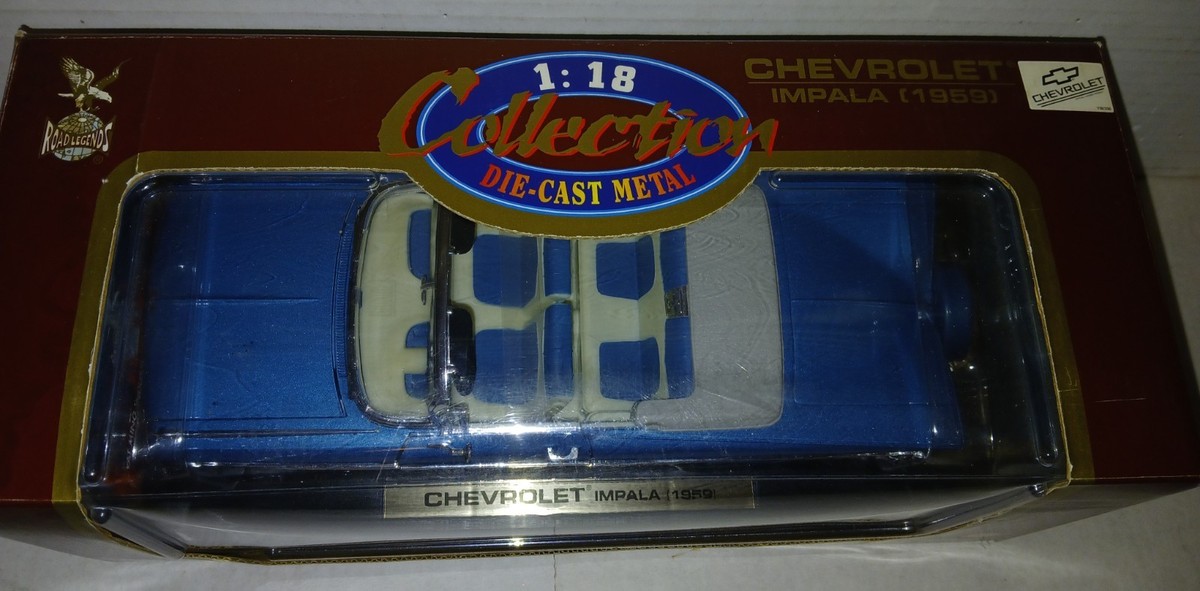 ROAD LEGENDS
1:18
Collection
DIE-CAST METAL
CHEVROLET
IMPALA (1959)
CHEVROLET
CHEVROLET IMPALA (1959)